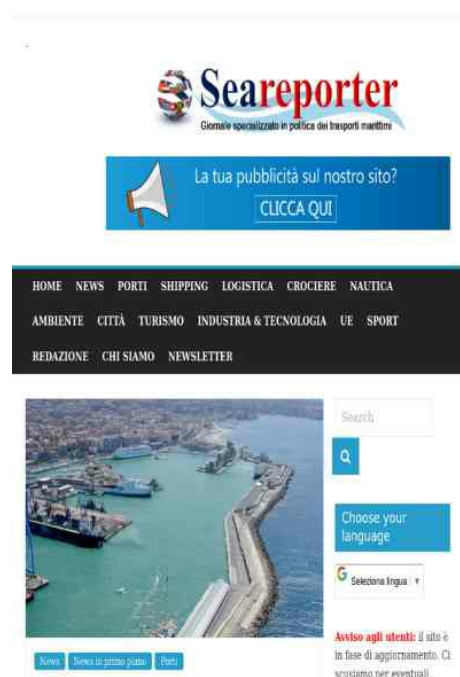 Seareporter
Giornale specializzato in politica dei trasporti marittimi
La tua pubblicità sul nostro sito?
CLICCA QUI
HOME NEWS PORTI SHIPPING LOGISTICA CROCIERE NAUTICA
AMBIENTE CITTÀ TURISMO INDUSTRIA & TECNOLOGIA UE SPORT
REDAZIONE CHI SIAMO NEWSLETTER
Search
Choose your
language
G Seleziona lingua ▼
Avviso agli utenti: il sito è
in fase di aggiornamento. Ci
scusiamo per eventuali
News News in primo piano Porti